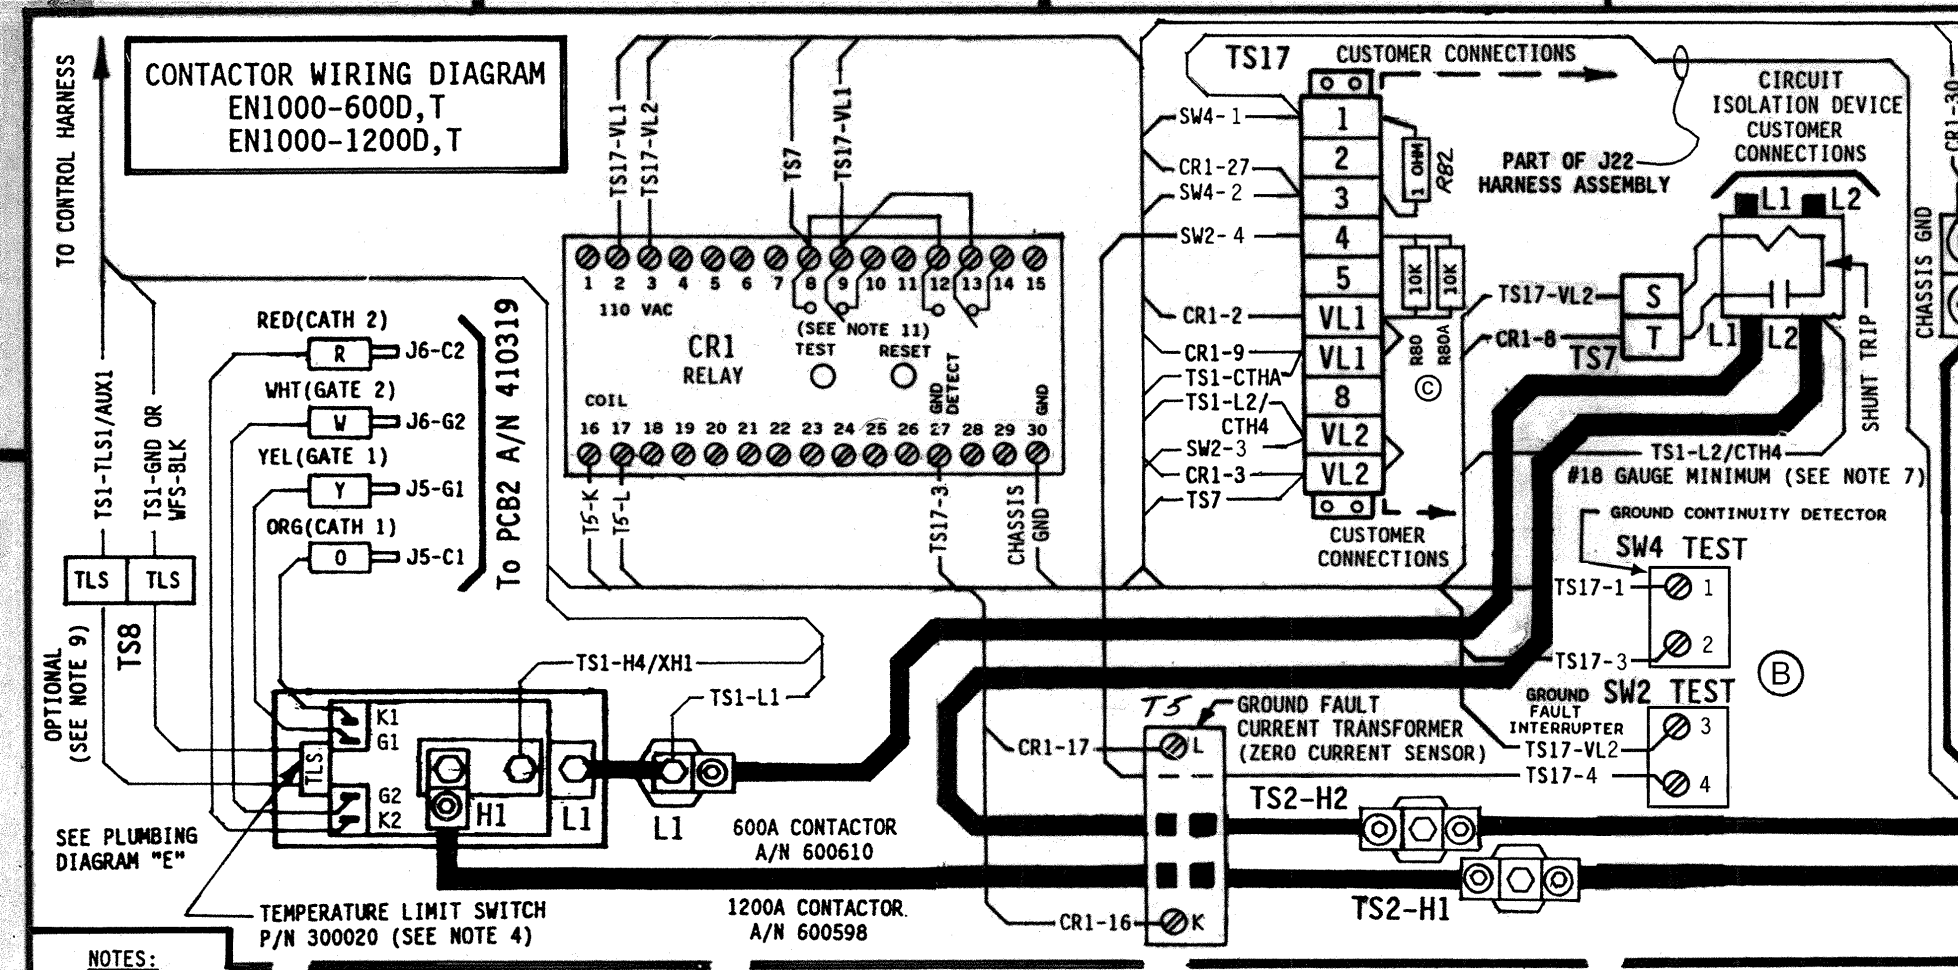 TO CONTROL HARNESS
CONTACTOR WIRING DIAGRAM
EN1000-600D,T
EN1000-1200D,T
TS17-VL1
TS17-VL2
TS7
TS17-VL1
1 2 3 4 5 6 7 8 9 10 11 12 13 14 15
110 VAC
(SEE NOTE 11)
CR1
RELAY
TEST
RESET
GND
DETECT
GND
COIL
16 17 18 19 20 21 22 23 24 25 26 27 28 29 30
T5-K
T5-L
TS17-3
CHASSIS
GND
TS17
CUSTOMER CONNECTIONS
SW4-1
CR1-27
SW4-2
SW2-4
CR1-2
CR1-9
TS1-CTHA
TS1-L2/
CTH4
SW2-3
CR1-3
TS7
1
2
3
4
5
VL1
VL1
8
VL2
VL2
1 OHM
R82
10K
10K
R80
R80A
©
CUSTOMER
CONNECTIONS
PART OF J22
HARNESS ASSEMBLY
CIRCUIT
ISOLATION DEVICE
CUSTOMER
CONNECTIONS
L1
L2
TS17-VL2
S
CR1-8
T
TS7
L1
L2
SHUNT TRIP
CR1-30
CHASSIS GND
TS1-L2/CTH4
#18 GAUGE MINIMUM (SEE NOTE 7)
GROUND CONTINUITY DETECTOR
SW4 TEST
TS17-1
1
TS17-3
2
B
GROUND
FAULT
INTERRUPTER
SW2 TEST
TS17-VL2
3
TS17-4
4
RED(CATH 2)
R
J6-C2
WHT(GATE 2)
W
J6-G2
YEL(GATE 1)
Y
J5-G1
ORG(CATH 1)
O
J5-C1
To PCB2 A/N 410319
TS1-TLS1/AUX1
TS1-GND OR
WFS-BLK
TLS
TLS
TS8
OPTIONAL
(SEE NOTE 9)
TS1-H4/XH1
TS1-L1
K1
G1
TLS
G2
K2
H1
L1
L1
T5
GROUND FAULT
CURRENT TRANSFORMER
(ZERO CURRENT SENSOR)
CR1-17
L
TS2-H2
TS2-H1
CR1-16
K
600A CONTACTOR
A/N 600610
1200A CONTACTOR.
A/N 600598
SEE PLUMBING
DIAGRAM "E"
TEMPERATURE LIMIT SWITCH
P/N 300020 (SEE NOTE 4)
NOTES: